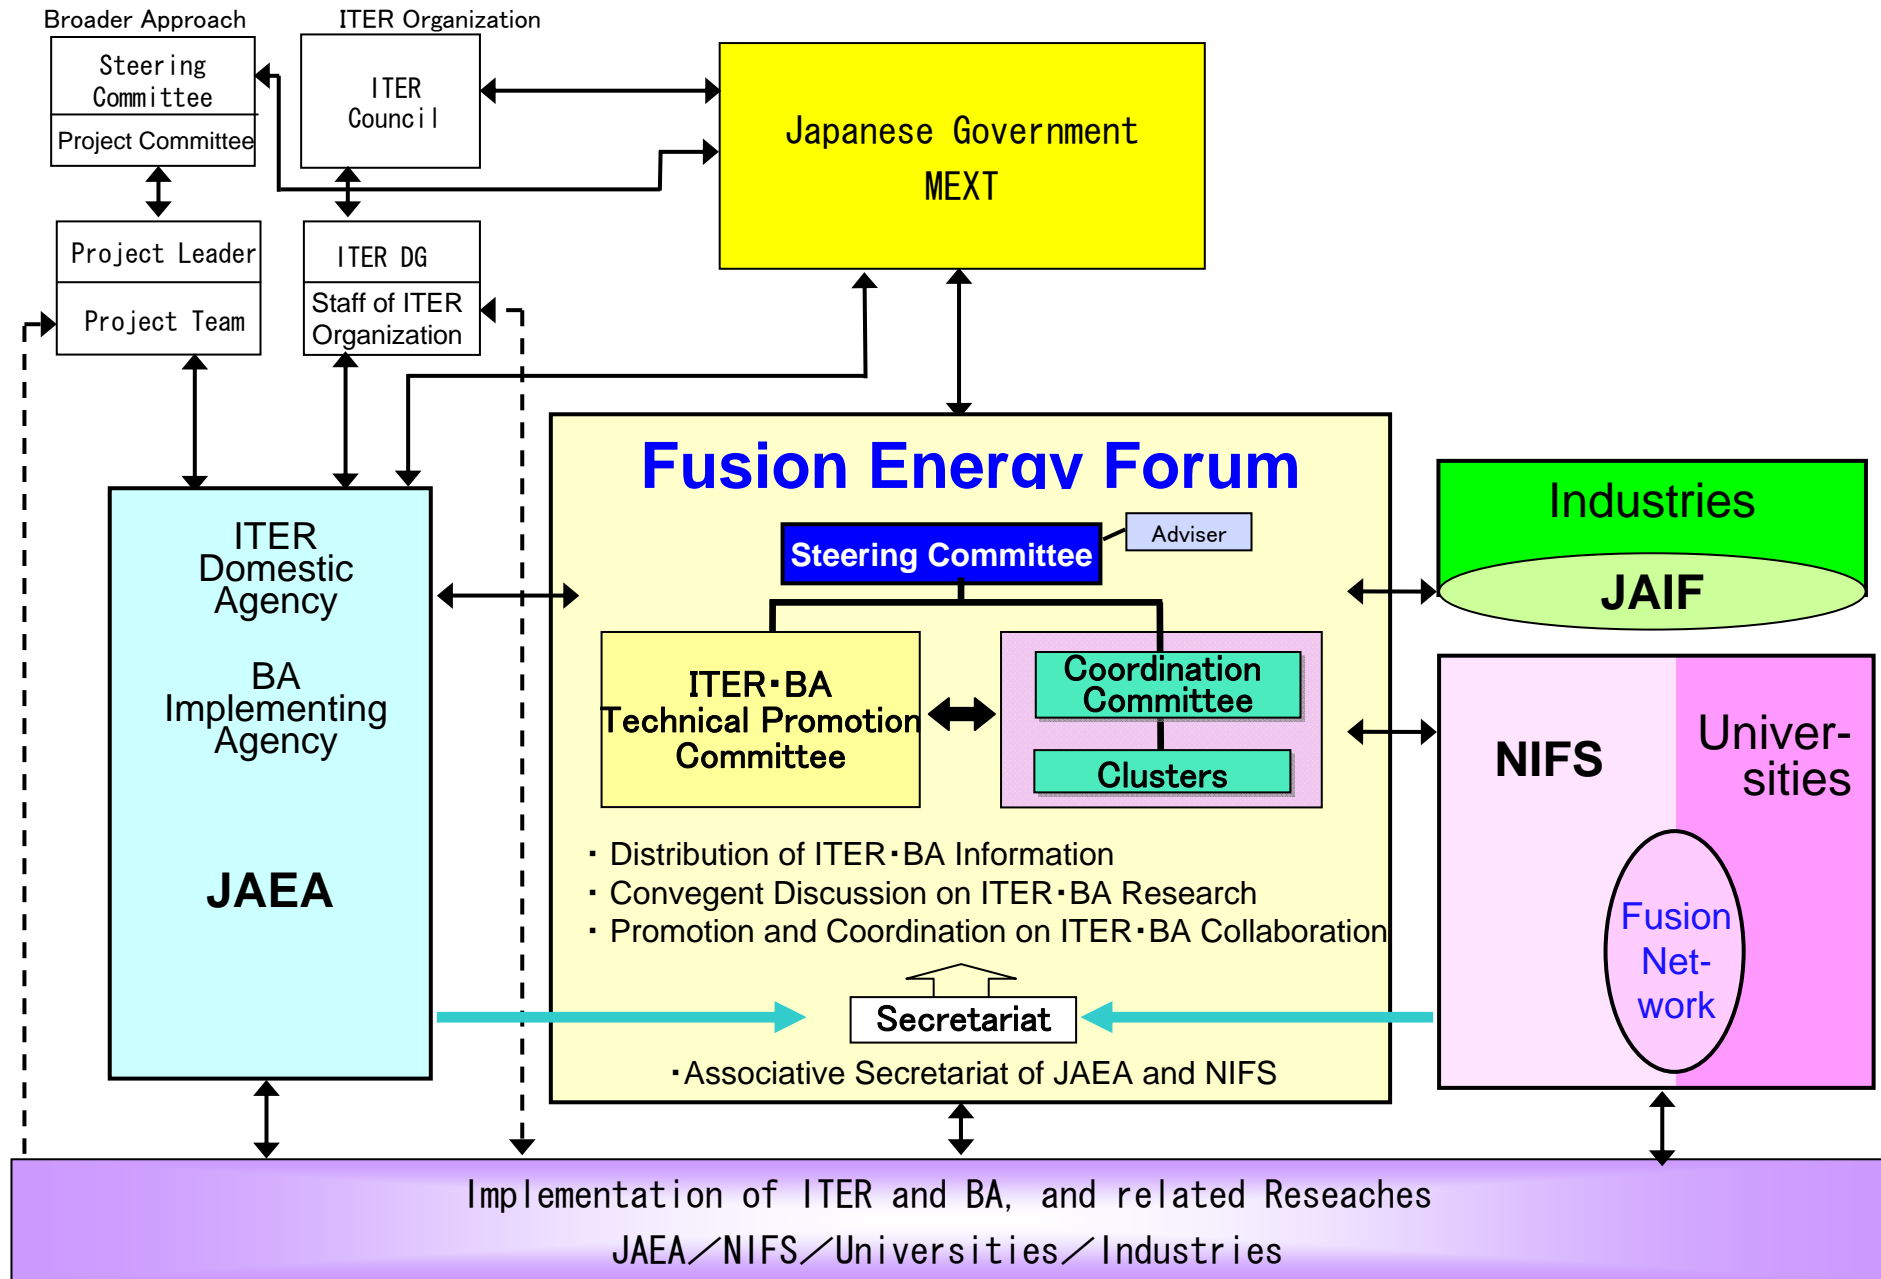 Broader Approach
ITER Organization
Steering
Committee
Project Committee
ITER
Council
Japanese Government
MEXT
Project Leader
Project Team
ITER DG
Staff of ITER
Organization
Fusion Energy Forum
Steering Committee
Adviser
ITER
Domestic
Agency
BA
Implementing
Agency
JAEA
ITER・BA
Technical Promotion
Committee
Coordination
Committee
Clusters
・Distribution of ITER・BA Information
・Convegent Discussion on ITER・BA Research
・Promotion and Coordination on ITER・BA Collaboration
Secretariat
・Associative Secretariat of JAEA and NIFS
Industries
JAIF
NIFS
Univer-
sities
Fusion
Net-
work
Implementation of ITER and BA, and related Reseaches
JAEA／NIFS／Universities／Industries